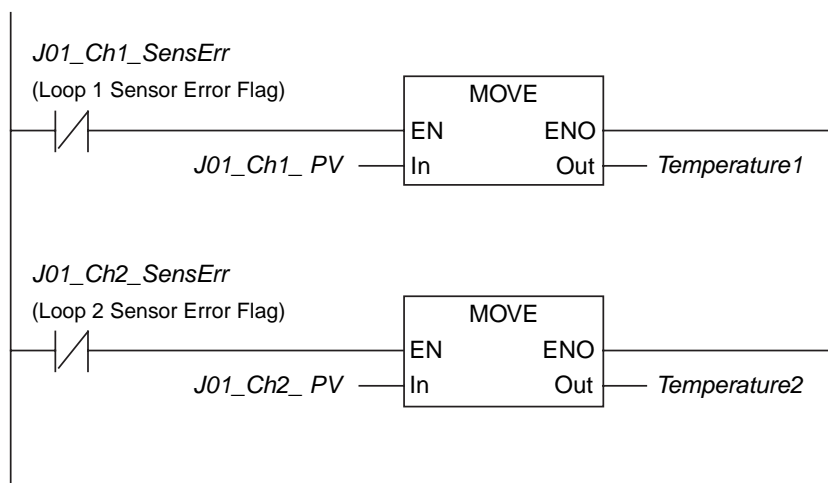 J01_Ch1_SensErr
(Loop 1 Sensor Error Flag)
MOVE
EN ENO
J01_Ch1_ PV In Out Temperature1
J01_Ch2_SensErr
(Loop 2 Sensor Error Flag)
MOVE
EN ENO
J01_Ch2_ PV In Out Temperature2